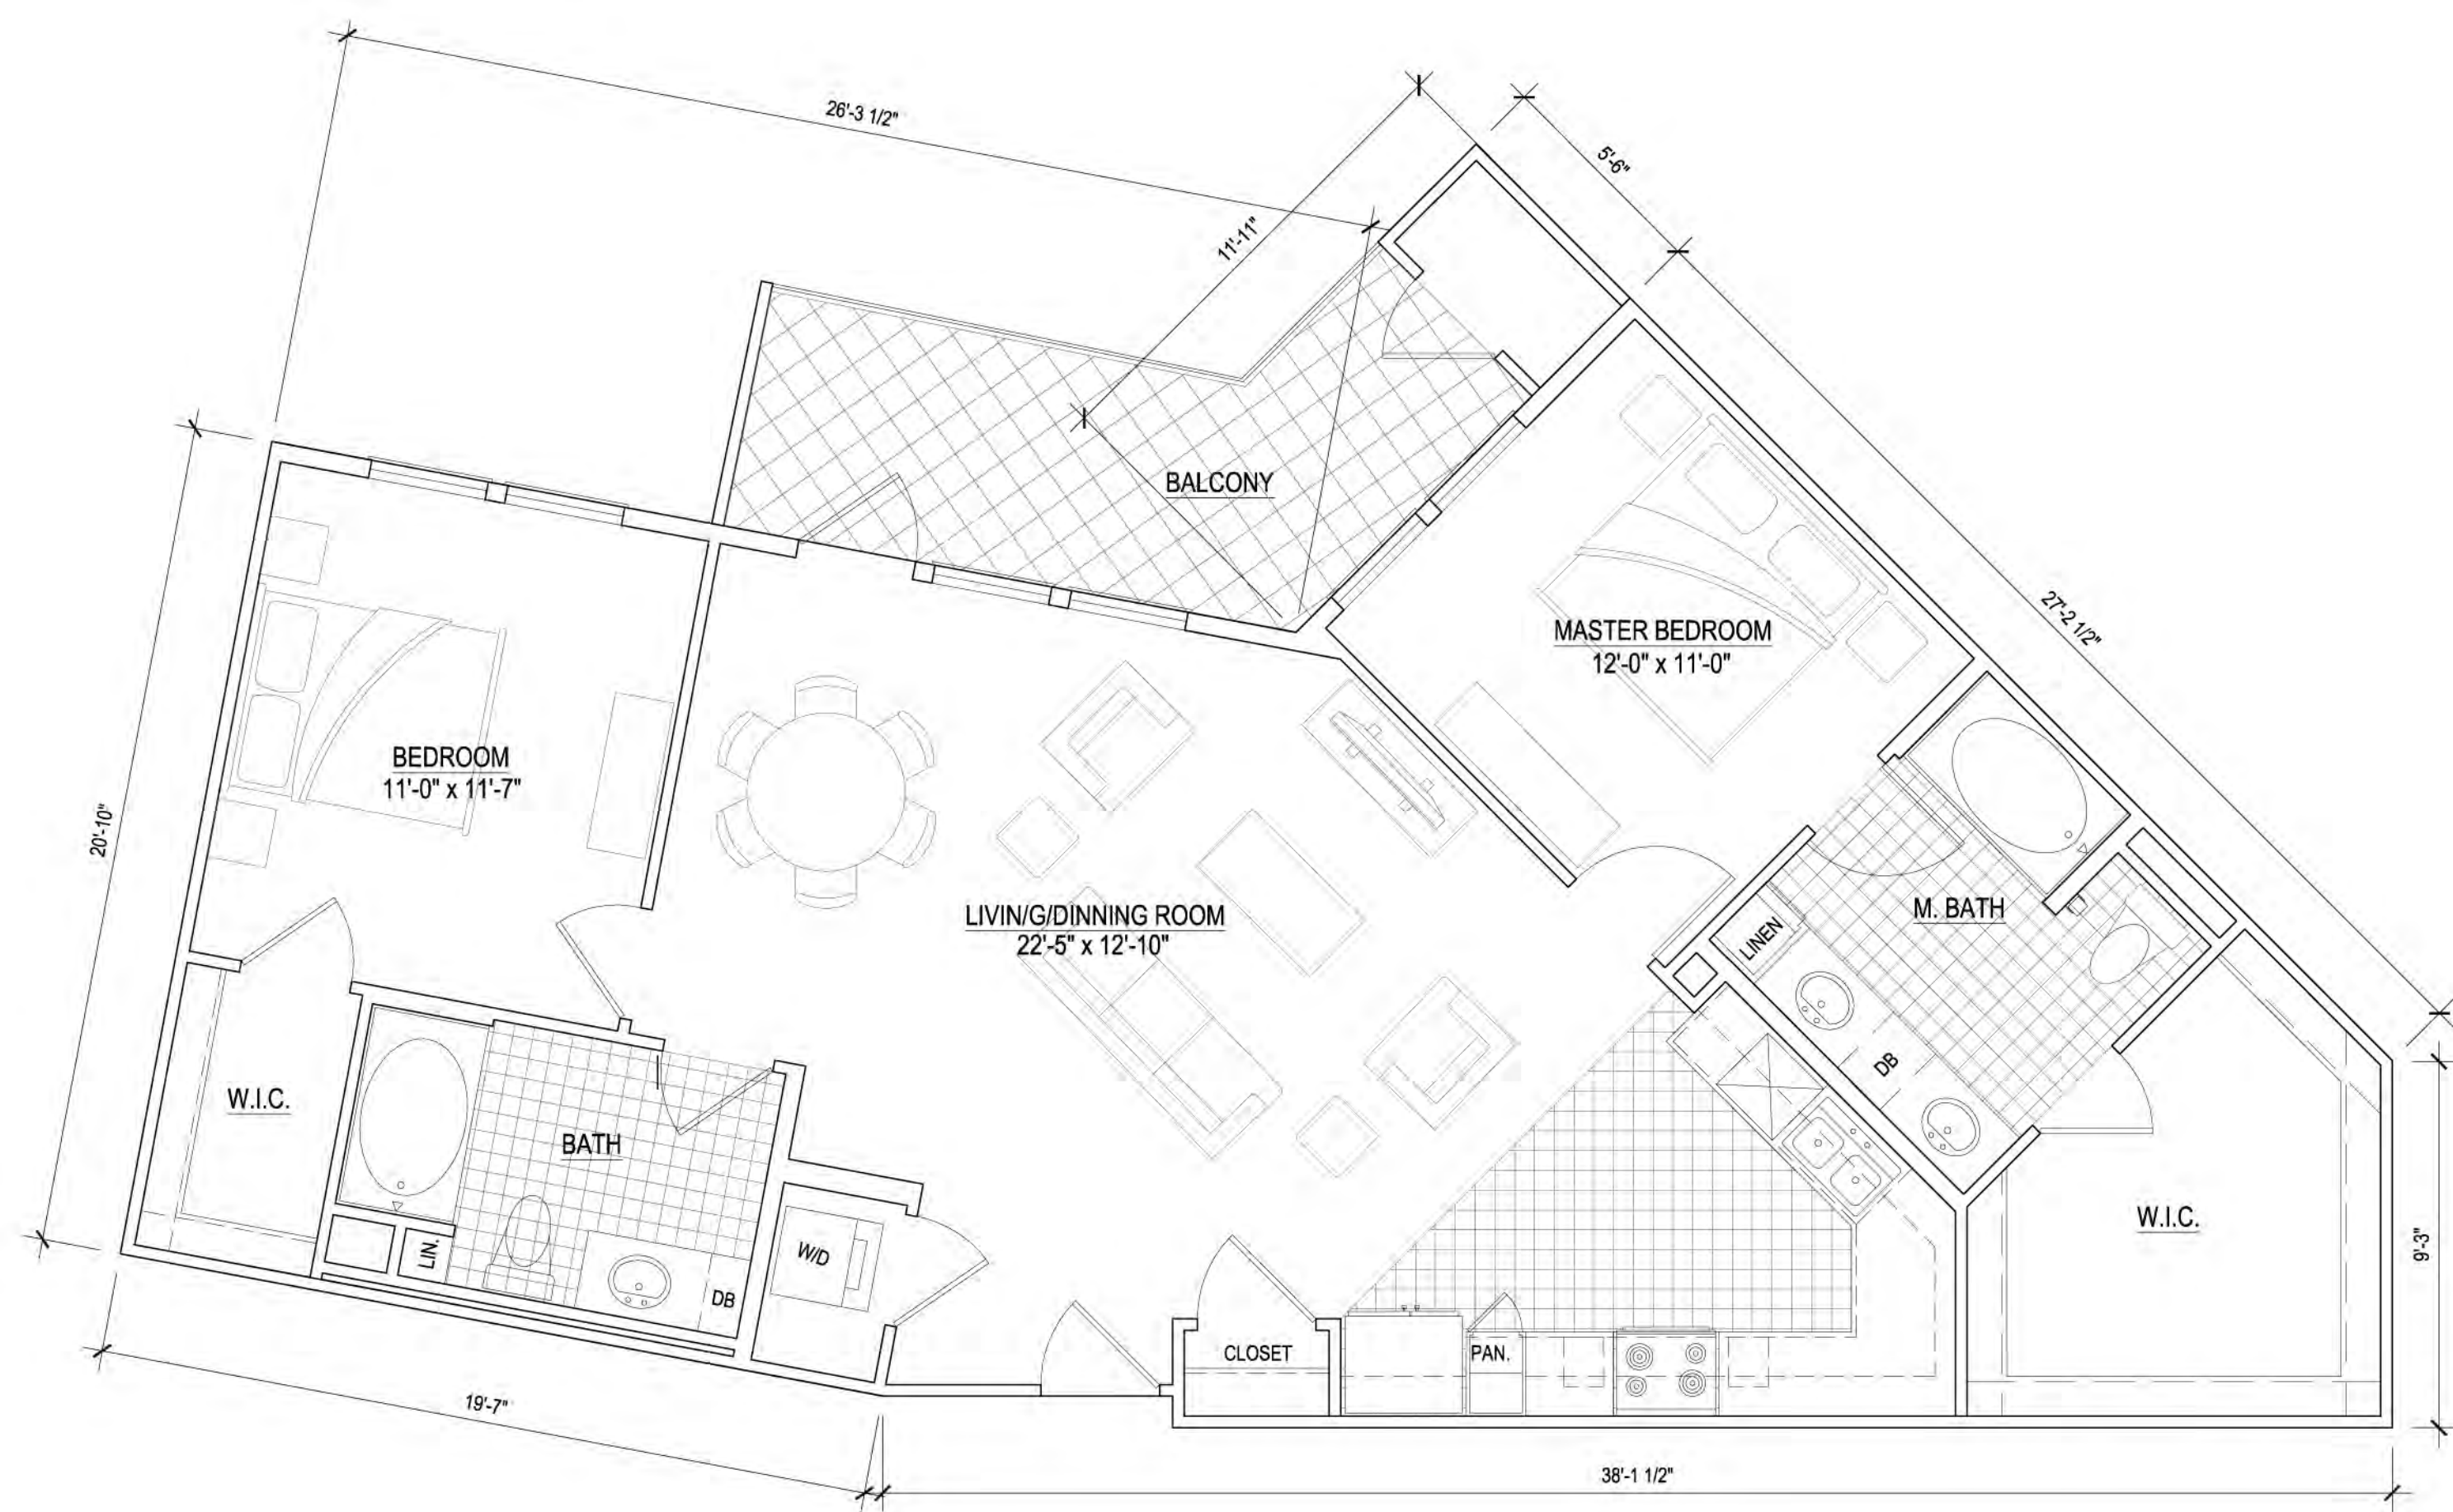 26'-3 1/2"
5'-6"
11'-11"
BALCONY
27'-2 1/2"
MASTER BEDROOM
12'-0" x 11'-0"
BEDROOM
11'-0" x 11'-7"
20'-10"
LIVIN/G/DINNING ROOM
22'-5" x 12'-10"
M. BATH
LINEN
DB
W.I.C.
BATH
W.I.C.
W/D
LIN.
DB
9'-3"
CLOSET
PAN.
19'-7"
38'-1 1/2"